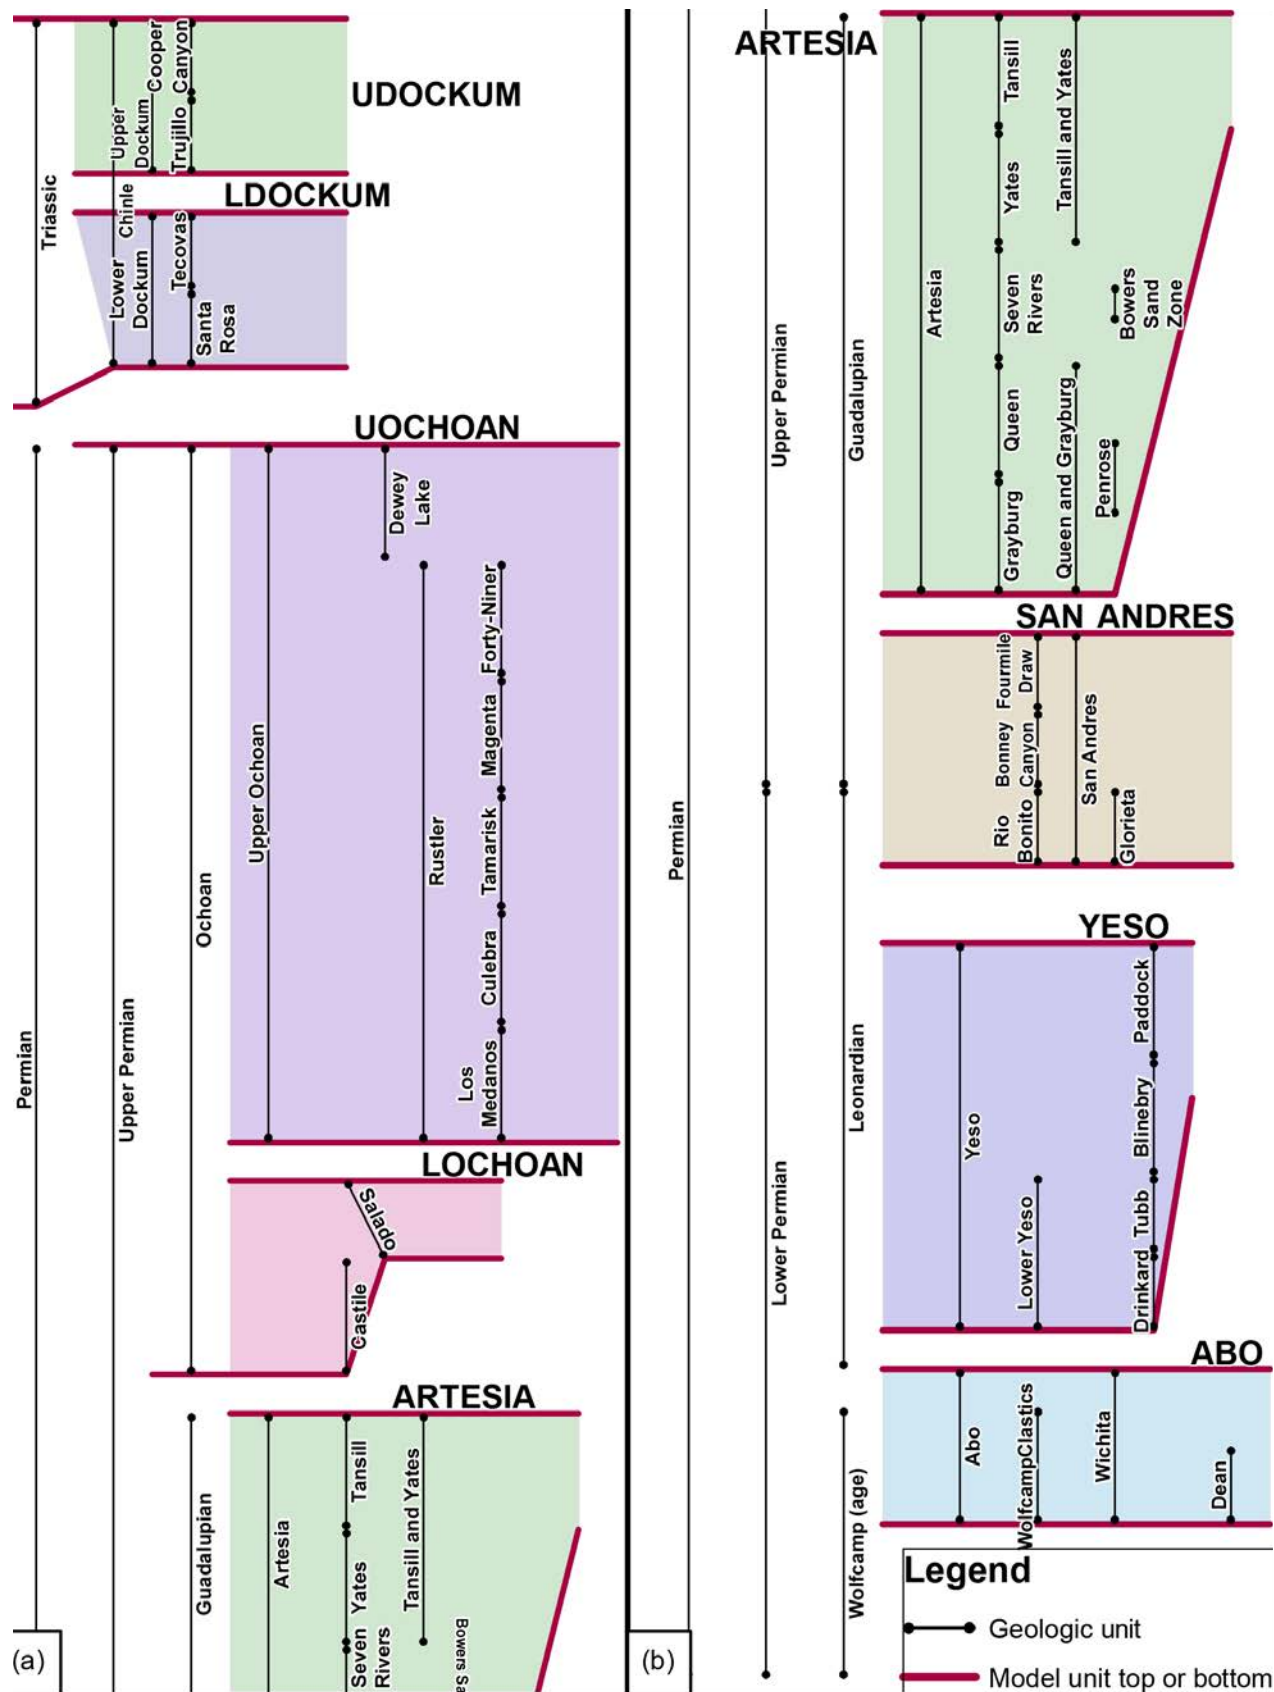 UDOCKUM
Cooper
Canyon
Upper
Dockum
Trujillo
Triassic
LDOCKUM
Chinle
Lower
Dockum
Tecovas
Santa
Rosa
UOCHOAN
Dewey
Lake
Forty-Niner
Magenta
Tamarisk
Culebra
Los
Medanos
Upper Ochoan
Rustler
Ochoan
Permian
Upper Permian
LOCHOAN
Salado
Castile
ARTESIA
Guadalupian
Artesia
Tansill
Yates
Seven
Rivers
Tansill and Yates
Bowers Sa
(a)
ARTESIA
Permian
Upper Permian
Guadalupian
Artesia
Tansill
Yates
Seven
Rivers
Queen
Grayburg
Tansill and Yates
Queen and Grayburg
Bowers
Sand
Zone
Penrose
SAN ANDRES
Fourmile
Draw
Bonney
Canyon
Rio
Bonito
San Andres
Glorieta
YESO
Lower Permian
Leonardian
Yeso
Lower Yeso
Paddock
Blinebry
Tubb
Drinkard
ABO
Wolfcamp (age)
Abo
WolfcampClastics
Wichita
Dean
Legend
Geologic unit
Model unit top or bottom
(b)